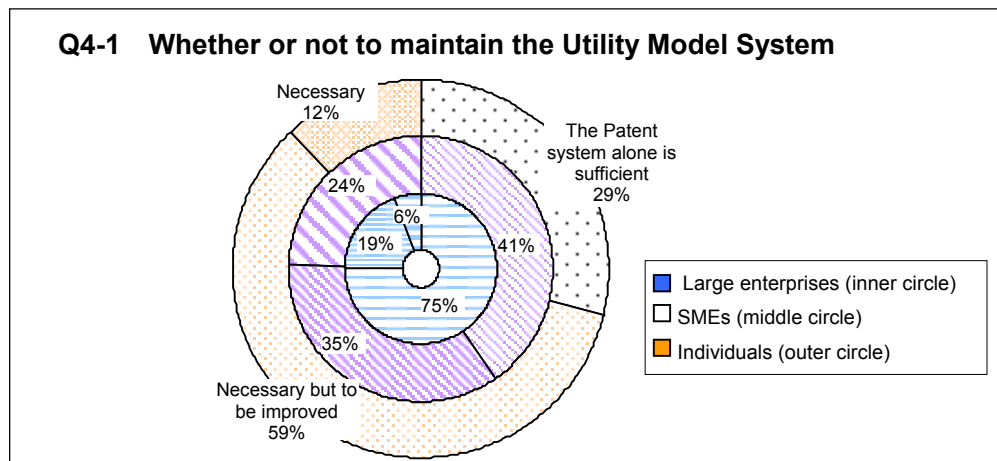 Q4-1 Whether or not to maintain the Utility Model System
Necessary
12%
The Patent
system alone is
sufficient
29%
24%
6%
19%
41%
75%
35%
Necessary but to
be improved
59%
Large enterprises (inner circle)
SMEs (middle circle)
Individuals (outer circle)